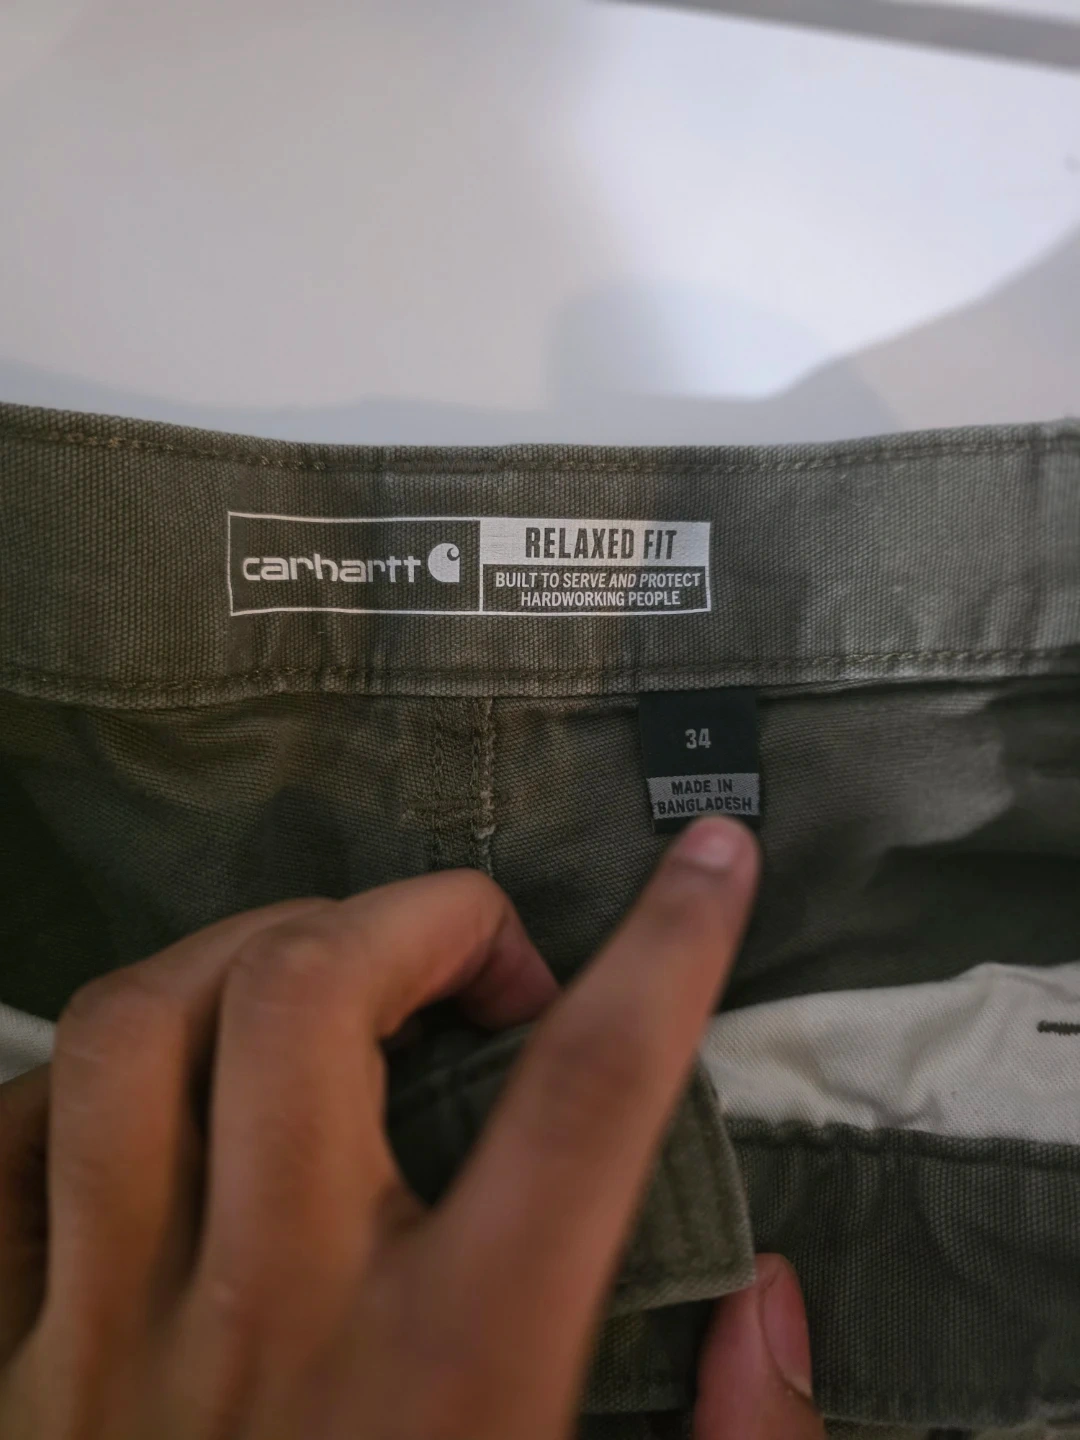 carhartt
RELAXED FIT
BUILT TO SERVE AND PROTECT
HARDWORKING PEOPLE
34
MADE IN
BANGLADESH